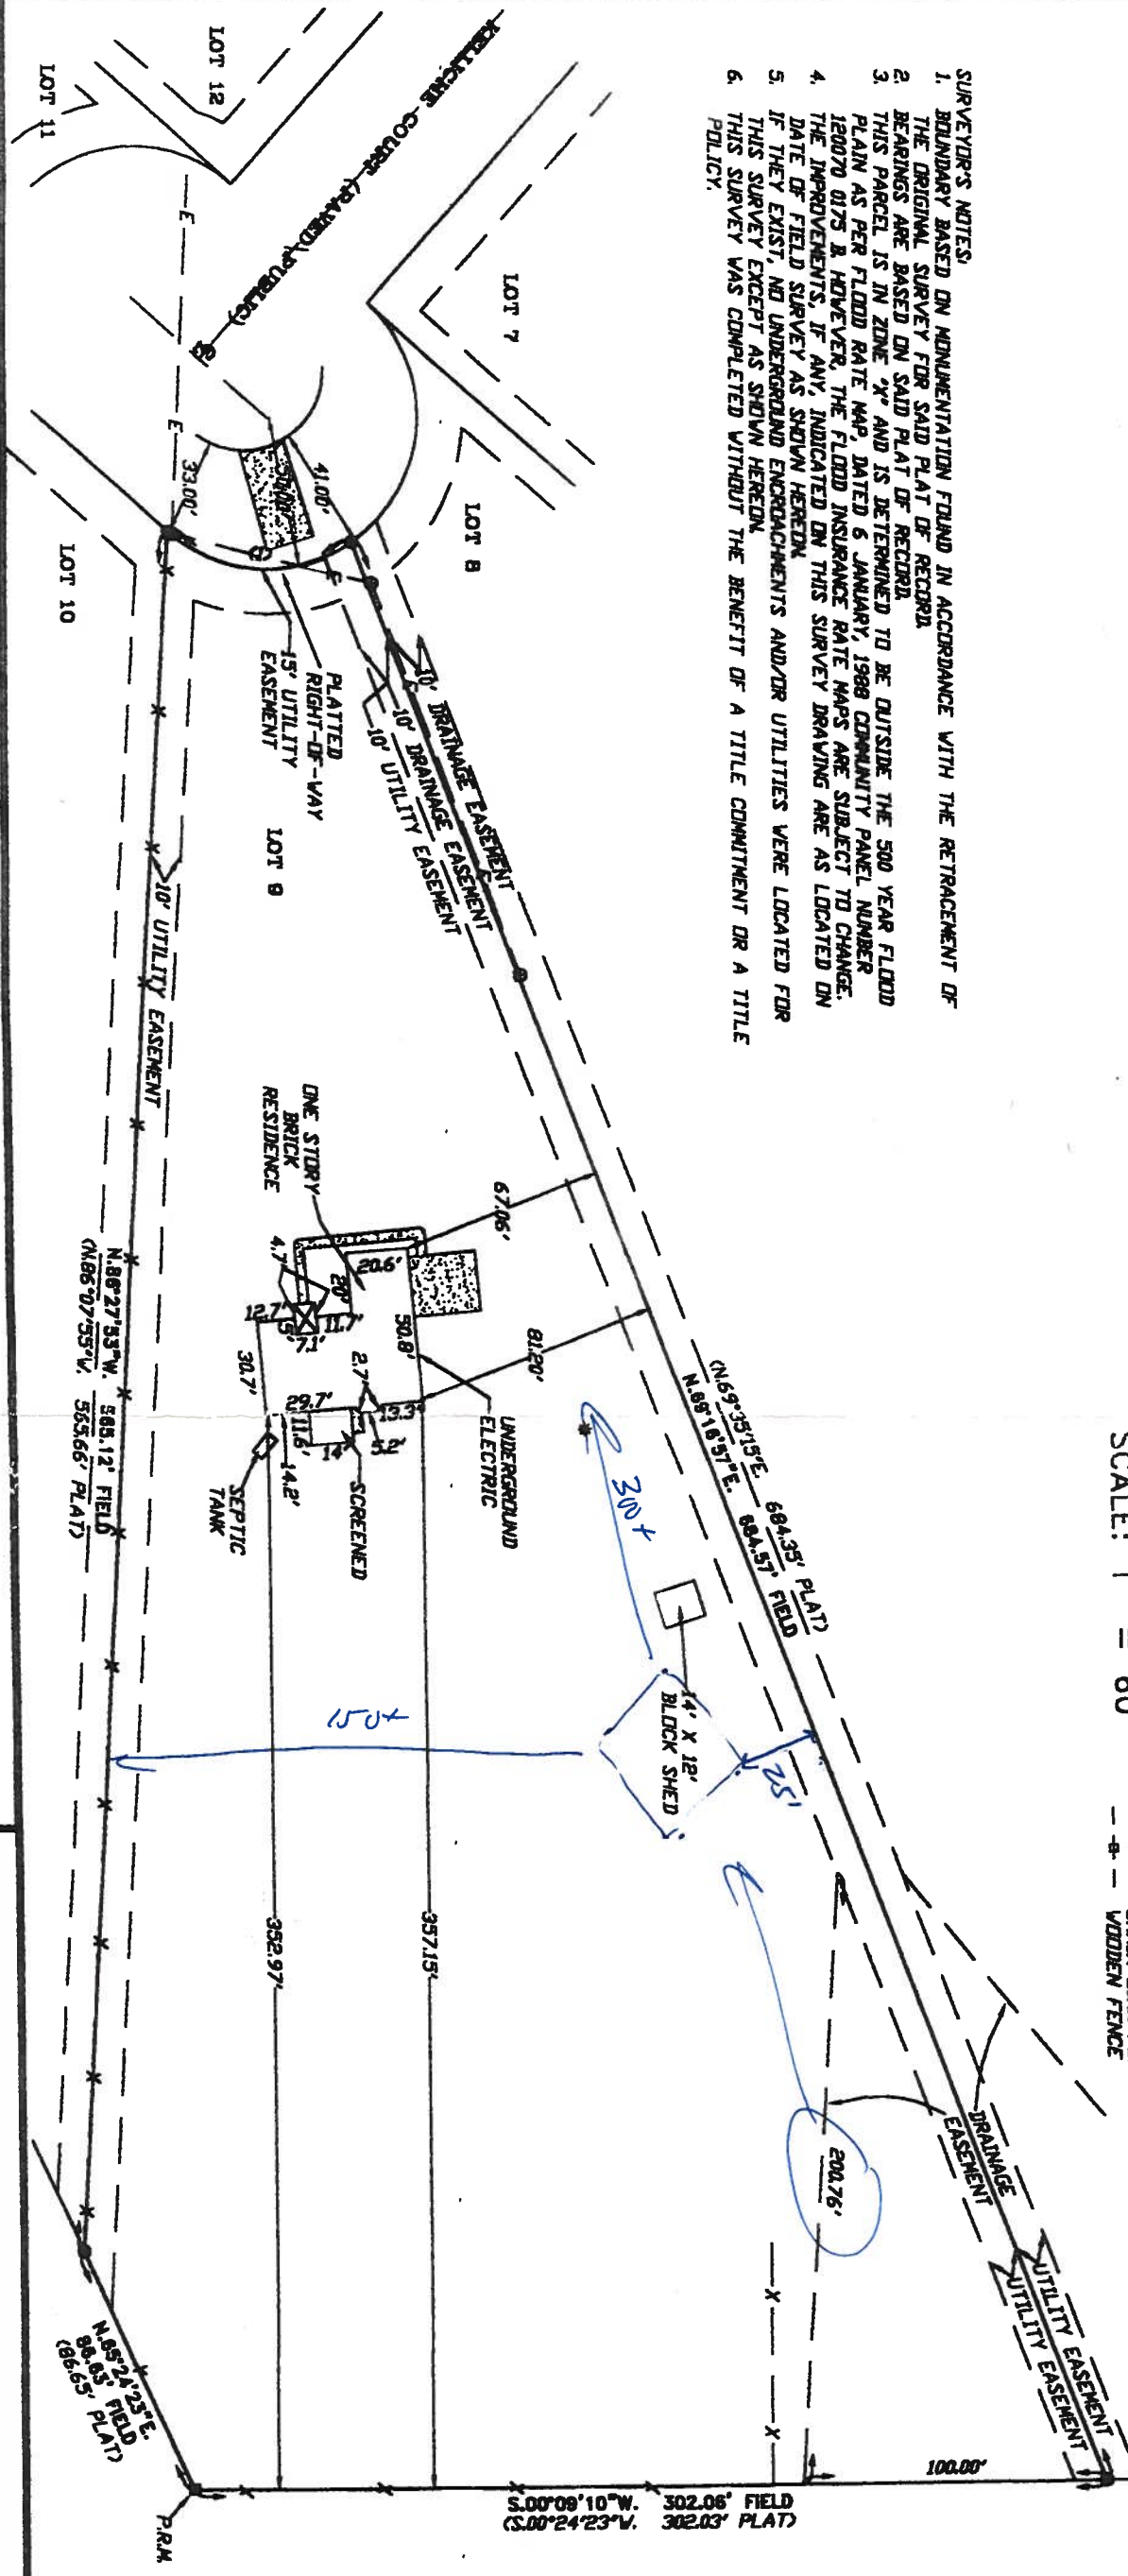 SURVEYOR'S NOTES:
1. BOUNDARY BASED ON MONUMENTATION FOUND IN ACCORDANCE WITH THE RETRACEMENT OF
THE ORIGINAL SURVEY FOR SAID PLAT OF RECORD.
2. BEARINGS ARE BASED ON SAID PLAT OF RECORD.
3. THIS PARCEL IS IN ZONE "X" AND IS DETERMINED TO BE OUTSIDE THE 500 YEAR FLOOD
PLAIN AS PER FLOOD RATE MAP, DATED 6 JANUARY, 1988 COMMUNITY PANEL NUMBER
120070 0175 B. HOWEVER, THE FLOOD INSURANCE RATE MAPS ARE SUBJECT TO CHANGE.
4. THE IMPROVEMENTS, IF ANY, INDICATED ON THIS SURVEY DRAWING ARE AS LOCATED ON
DATE OF FIELD SURVEY AS SHOWN HEREON.
5. IF THEY EXIST, NO UNDERGROUND ENCROACHMENTS AND/OR UTILITIES WERE LOCATED FOR
THIS SURVEY EXCEPT AS SHOWN HEREON.
6. THIS SURVEY WAS COMPLETED WITHOUT THE BENEFIT OF A TITLE COMMITMENT OR A TITLE
POLICY.
SCALE: 1" = 60'
WOODEN FENCE
COURT (PAVED)(PUBLIC)
LOT 12
LOT 11
LOT 7
LOT 8
LOT 10
LOT 9
E
E
33.00'
41.00'
PLATTED
RIGHT-OF-WAY
15' UTILITY
EASEMENT
10' DRAINAGE EASEMENT
10' DRAINAGE EASEMENT
10' UTILITY EASEMENT
10' UTILITY EASEMENT
ONE STORY
BRICK
RESIDENCE
67.06'
81.20'
20.6'
20'
4.7'
12.7'
11.7'
7.1'
50.8'
30.7'
2.7'
29.7'
13.3'
11.6'
14'
5.2'
14.2'
UNDERGROUND
ELECTRIC
SCREENED
SEPTIC
TANK
(N.69°35'15"E. 684.35' PLAT)
N.69°16'57"E. 684.57' FIELD
N.86°27'53"W. 565.12' FIELD
(N.86°07'55"W. 565.66' PLAT)
300+
14' X 12'
BLOCK SHED
25'
150+
357.15'
352.97'
200.76'
DRAINAGE
EASEMENT
UTILITY EASEMENT
UTILITY EASEMENT
100.00'
S.00°09'10"W. 302.06' FIELD
(S.00°24'23"W. 302.03' PLAT)
N.65°24'23"E.
86.63' FIELD
(86.65' PLAT)
P.R.M.